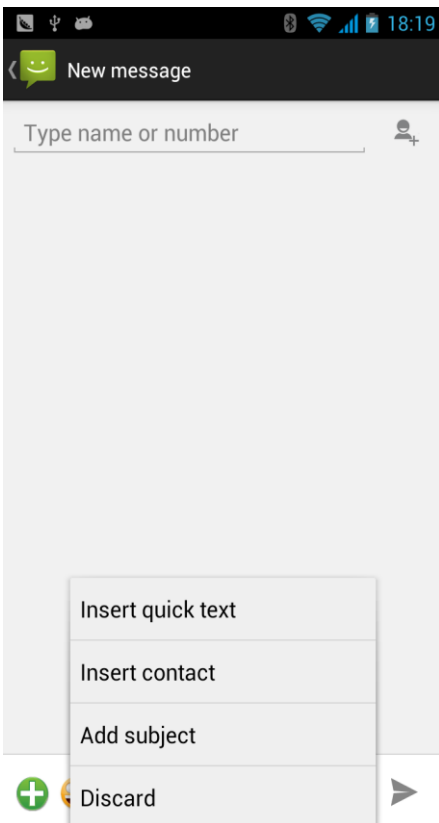 18:19
New message
Type name or number
Insert quick text
Insert contact
Add subject
Discard